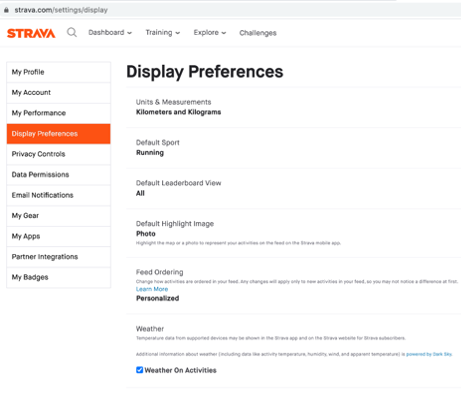 strava.com/settings/display
STRAVA Dashboard Training Explore Challenges
My Profile
My Account
My Performance
Display Preferences
Privacy Controls
Data Permissions
Email Notifications
My Gear
My Apps
Partner Integrations
My Badges
Display Preferences
Units & Measurements
Kilometers and Kilograms
Default Sport
Running
Default Leaderboard View
All
Default Highlight Image
Photo
Highlight the map or a photo to represent your activities on the feed on the Strava mobile app.
Feed Ordering
Change how activities are ordered in your feed. Any changes will apply only to new activities in your feed, so you may not notice a difference at first.
Learn More
Personalized
Weather
Temperature data from supported devices may be shown in the Strava app and on the Strava website for Strava subscribers.
Additional information about weather (including data like activity temperature, humidity, wind, and apparent temperature) is powered by Dark Sky.
Weather On Activities